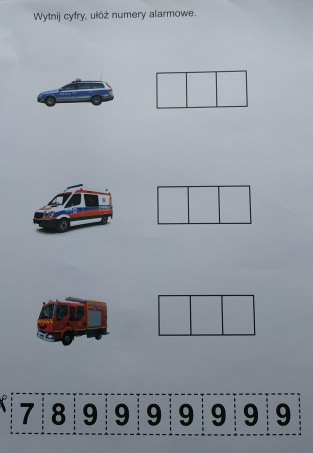 Wytnij cyfry, ułóż numery alarmowe.
7 8 9 9 9 9 9 9 9